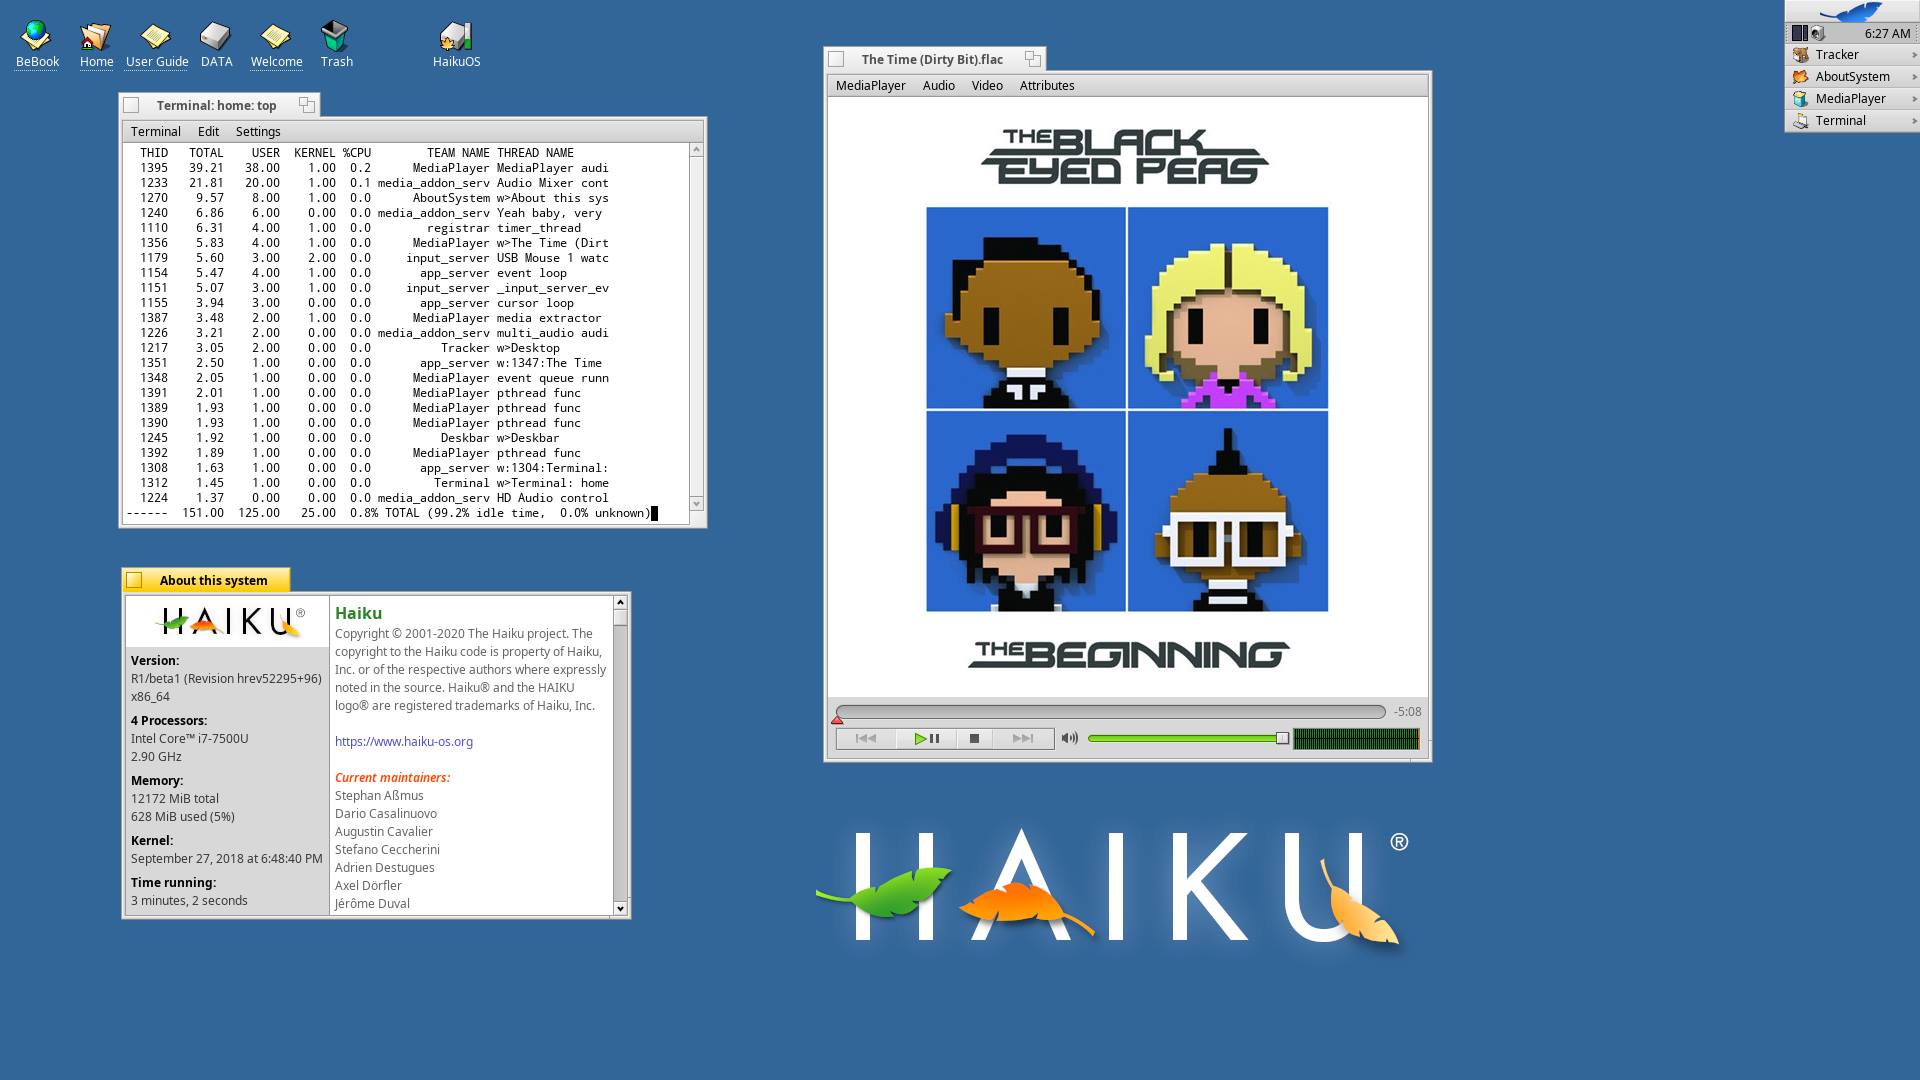 BeBook Home User Guide DATA Welcome Trash HaikuOS
Terminal: home: top
Terminal Edit Settings
THID TOTAL USER KERNEL %CPU TEAM NAME THREAD NAME
1395 39.21 38.00 1.00 0.2 MediaPlayer MediaPlayer audi
1233 21.81 20.00 1.00 0.1 media_addon_serv Audio Mixer cont
1270 9.57 8.00 1.00 0.0 AboutSystem w>About this sys
1240 6.86 6.00 0.00 0.0 media_addon_serv Yeah baby, very
1110 6.31 4.00 1.00 0.0 registrar timer_thread
1356 5.83 4.00 1.00 0.0 MediaPlayer w>The Time (Dirt
1179 5.60 3.00 2.00 0.0 input_server USB Mouse 1 watc
1154 5.47 4.00 1.00 0.0 app_server event loop
1151 5.07 3.00 1.00 0.0 input_server _input_server_ev
1155 3.94 3.00 0.00 0.0 app_server cursor loop
1387 3.48 2.00 1.00 0.0 MediaPlayer media extractor
1226 3.21 2.00 0.00 0.0 media_addon_serv multi_audio audi
1217 3.05 2.00 0.00 0.0 Tracker w>Desktop
1351 2.50 1.00 0.00 0.0 app_server w:1347:The Time
1348 2.05 1.00 0.00 0.0 MediaPlayer event queue runn
1391 2.01 1.00 0.00 0.0 MediaPlayer pthread func
1389 1.93 1.00 0.00 0.0 MediaPlayer pthread func
1390 1.93 1.00 0.00 0.0 MediaPlayer pthread func
1245 1.92 1.00 0.00 0.0 Deskbar w>Deskbar
1392 1.89 1.00 0.00 0.0 MediaPlayer pthread func
1308 1.63 1.00 0.00 0.0 app_server w:1304:Terminal:
1312 1.45 1.00 0.00 0.0 Terminal w>Terminal: home
1224 1.37 0.00 0.00 0.0 media_addon_serv HD Audio control
------ 151.00 125.00 25.00 0.8% TOTAL (99.2% idle time, 0.0% unknown)
About this system
HAIKU®
Version:
R1/beta1 (Revision hrev52295+96)
x86_64
4 Processors:
Intel Core™ i7-7500U
2.90 GHz
Memory:
12172 MiB total
628 MiB used (5%)
Kernel:
September 27, 2018 at 6:48:40 PM
Time running:
3 minutes, 2 seconds
Haiku
Copyright © 2001-2020 The Haiku project. The
copyright to the Haiku code is property of Haiku,
Inc. or of the respective authors where expressly
noted in the source. Haiku® and the HAIKU
logo® are registered trademarks of Haiku, Inc.
https://www.haiku-os.org
Current maintainers:
Stephan Aßmus
Dario Casalinuovo
Augustin Cavalier
Stefano Ceccherini
Adrien Destugues
Axel Dörfler
Jérôme Duval
The Time (Dirty Bit).flac
MediaPlayer Audio Video Attributes
THE BLACK
EYED PEAS
THE BEGINNING
-5:08
HAIKU®
6:27 AM
Tracker
AboutSystem
MediaPlayer
Terminal